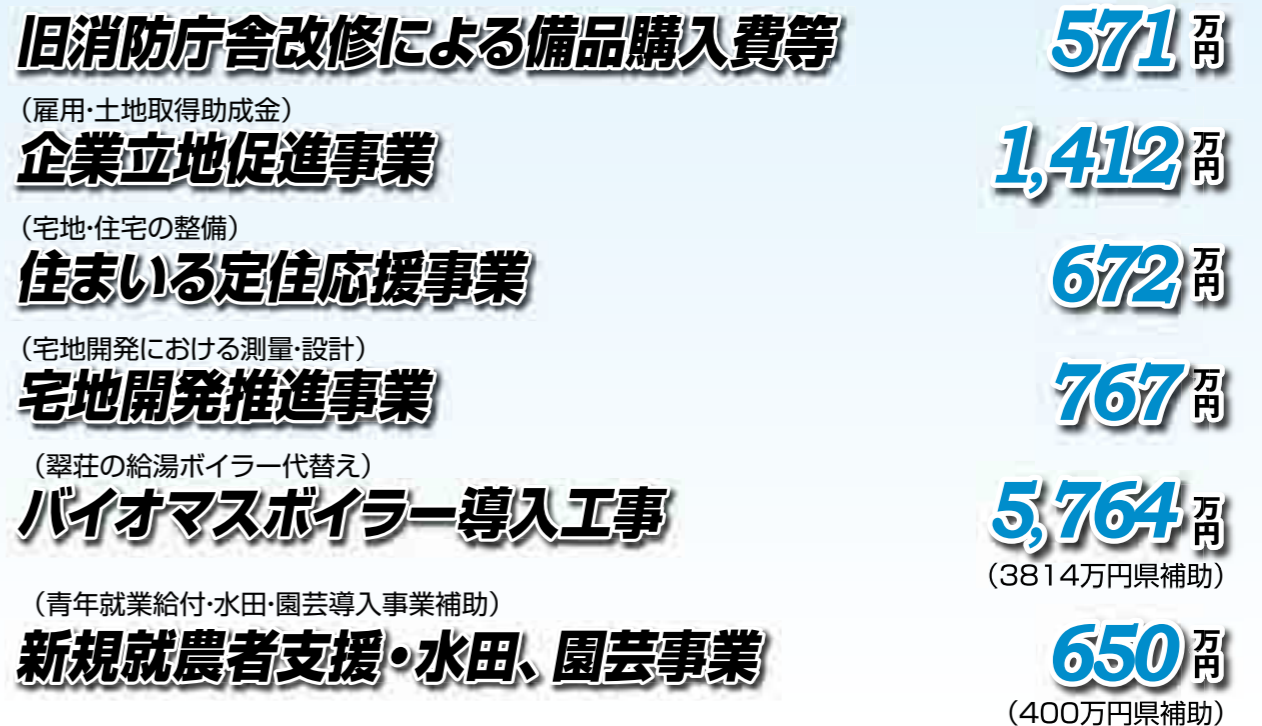 旧消防庁舎改修による備品購入費等 571万円
（雇用・土地取得助成金）
企業立地促進事業 1,412万円
（宅地・住宅の整備）
住まいる定住応援事業 672万円
（宅地開発における測量・設計）
宅地開発推進事業 767万円
（翠荘の給湯ボイラー代替え）
バイオマスボイラー導入工事 5,764万円
（3814万円県補助）
（青年就業給付・水田・園芸導入事業補助）
新規就農者支援・水田、園芸事業 650万円
（400万円県補助）